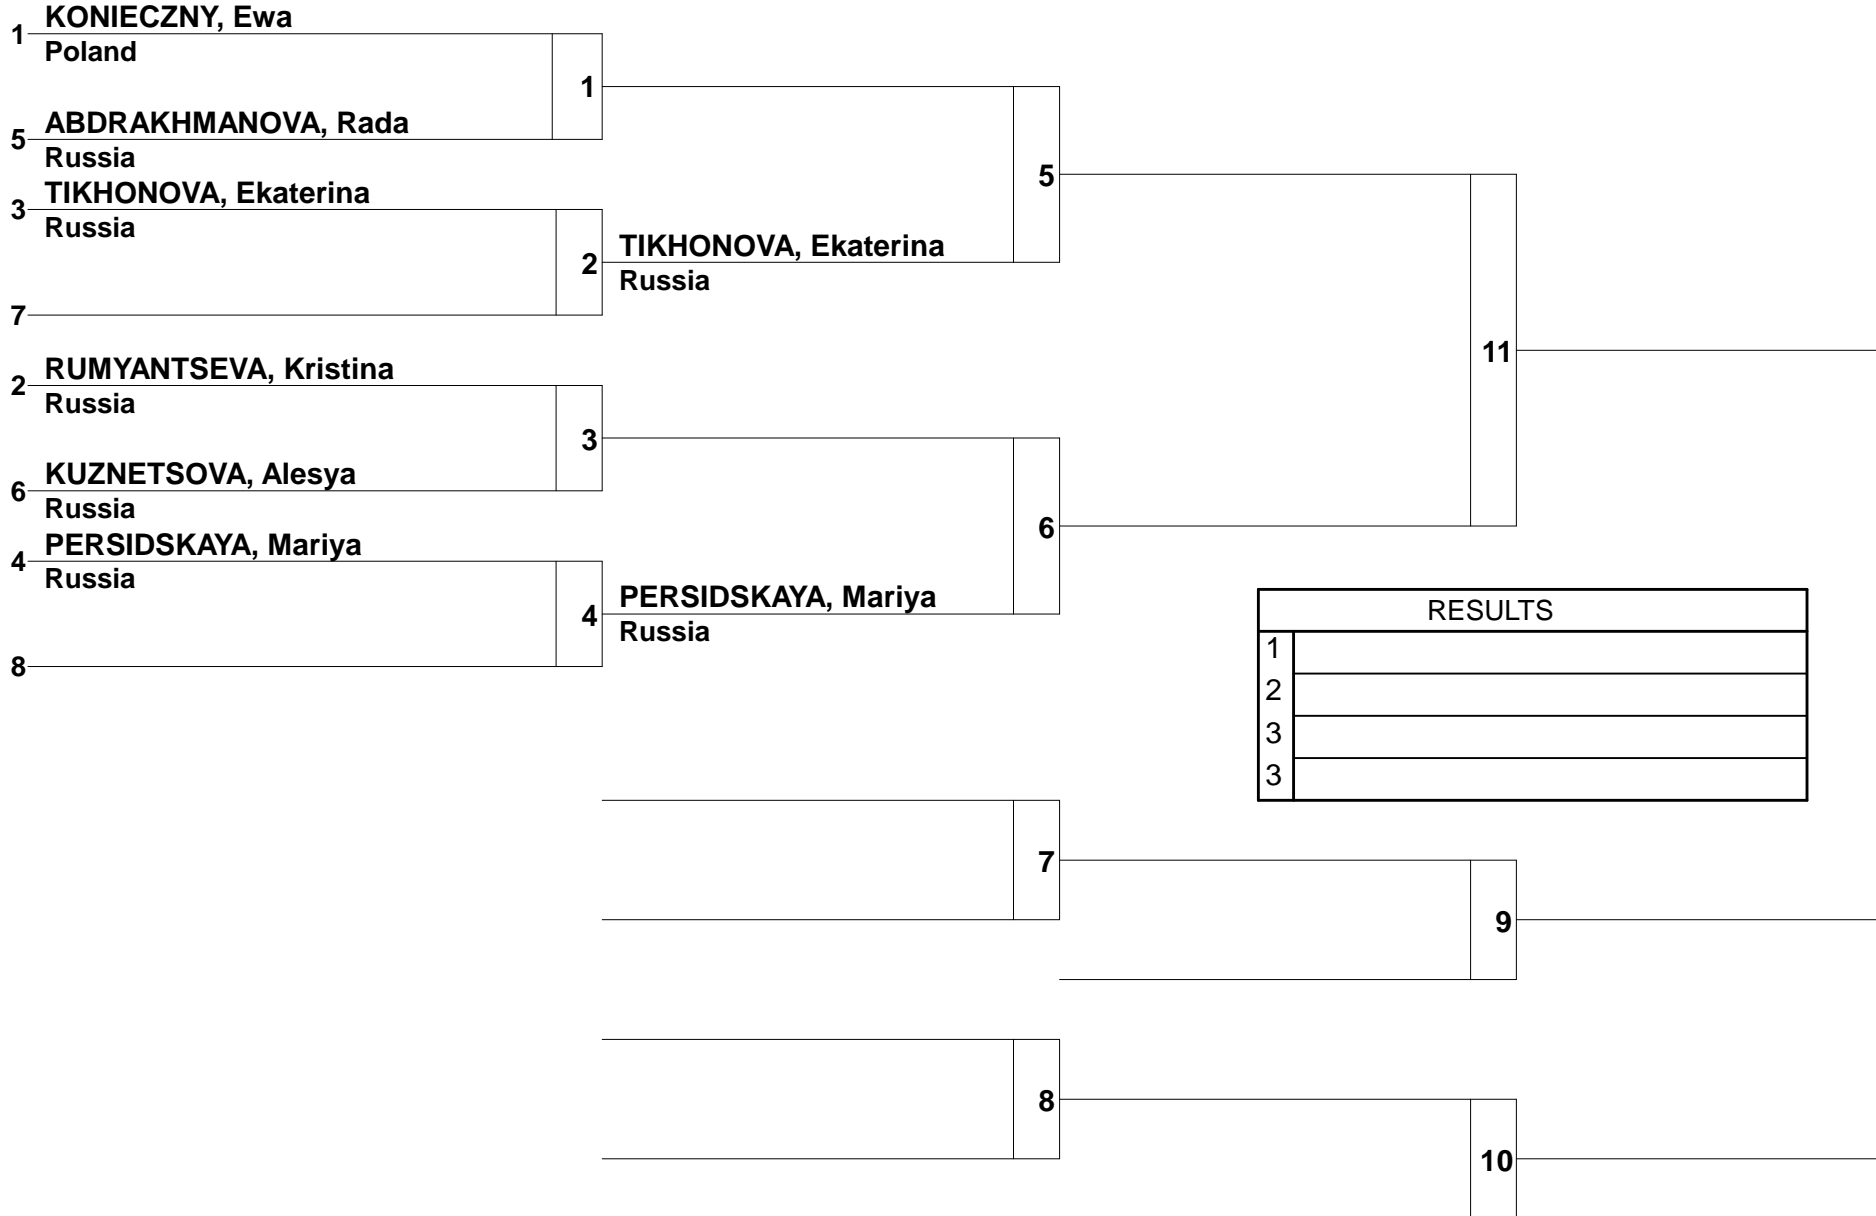 KONIECZNY, Ewa
1
Poland
1
ABDRAKHMANOVA, Rada
5
Russia
TIKHONOVA, Ekaterina
3
Russia
2
TIKHONOVA, Ekaterina
Russia
7
5
RUMYANTSEVA, Kristina
2
Russia
3
KUZNETSOVA, Alesya
6
Russia
PERSIDSKAYA, Mariya
4
Russia
4
PERSIDSKAYA, Mariya
Russia
8
6
11
RESULTS
1
2
3
3
7
9
8
10